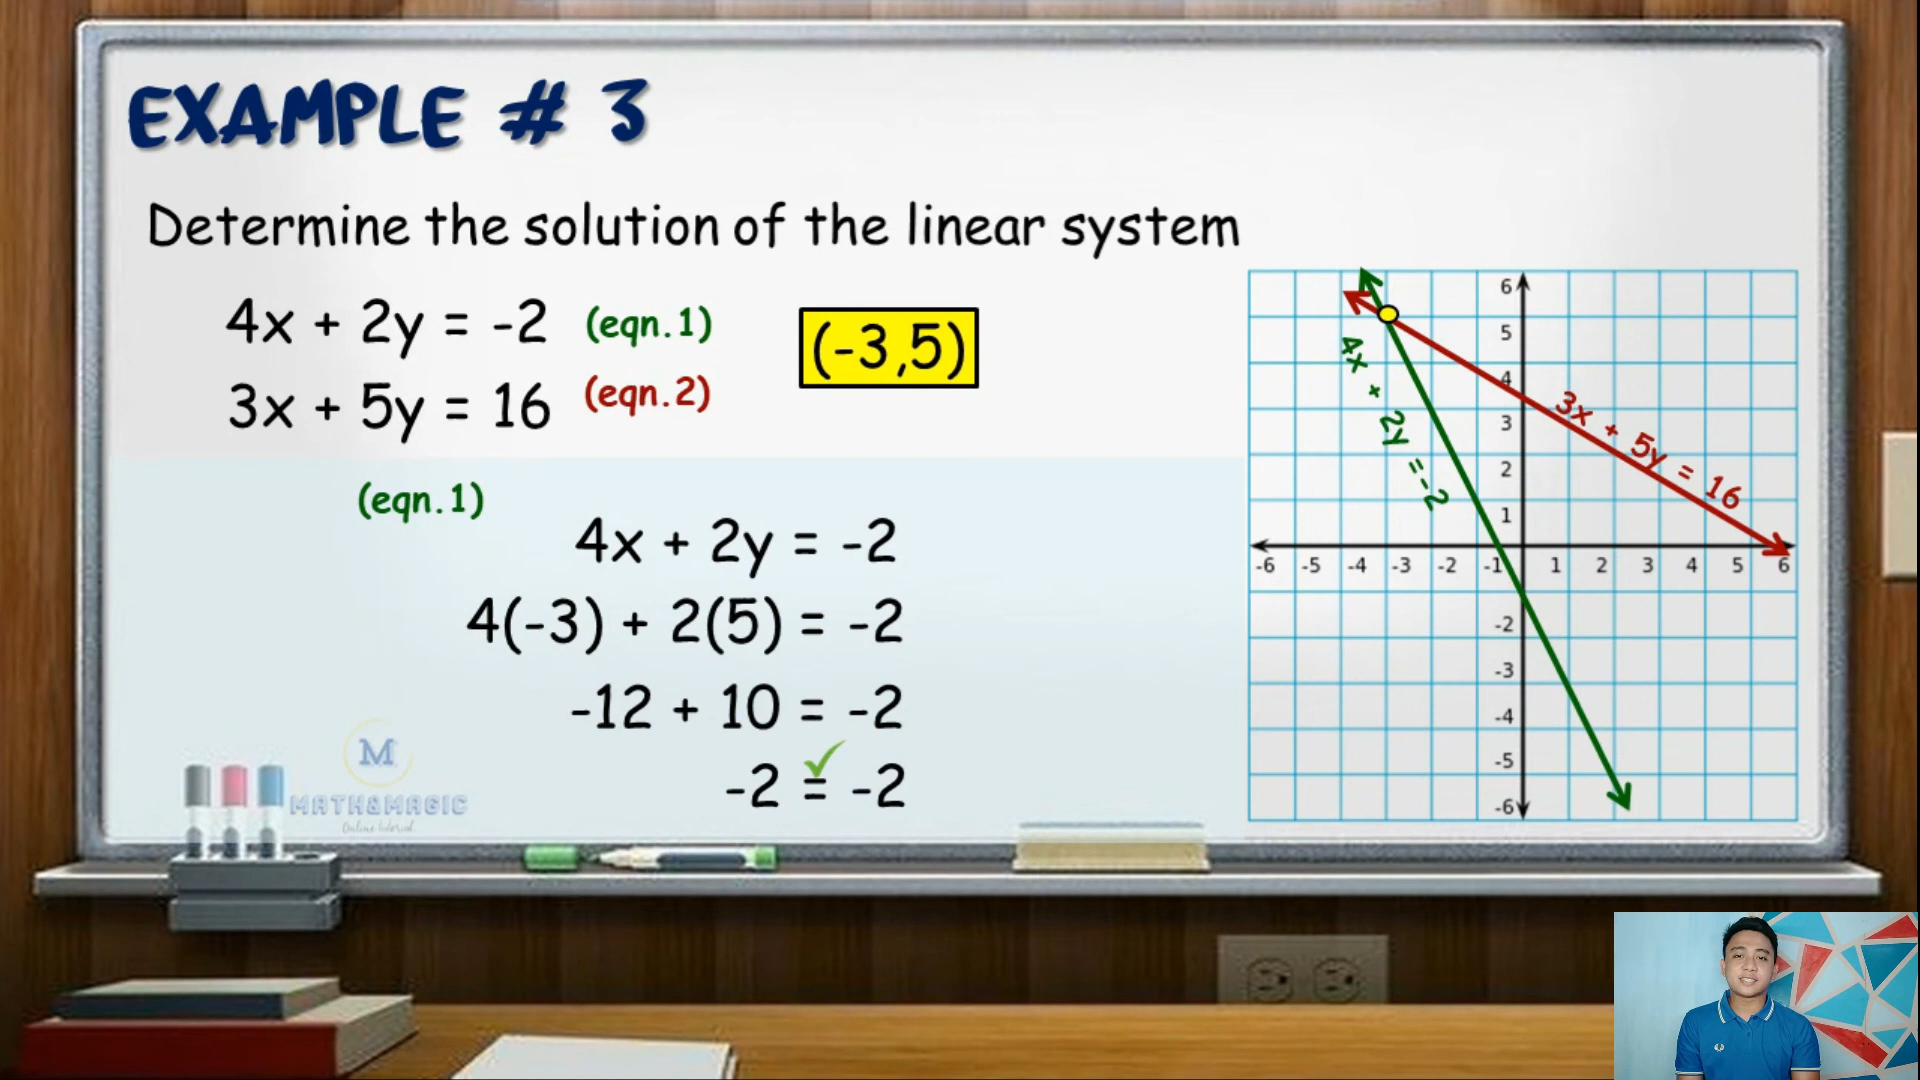 EXAMPLE # 3
Determine the solution of the linear system
4x + 2y = -2 (eqn.1)
3x + 5y = 16 (eqn.2)
(-3,5)
(eqn.1)
4x + 2y = -2
4(-3) + 2(5) = -2
-12 + 10 = -2
-2 = -2
M
MATH&MAGIC
Online tutorial
4x + 2y = -2
3x + 5y = 16
6
5
4
3
2
1
-6 -5 -4 -3 -2 -1 1 2 3 4 5 6
-2
-3
-4
-5
-6